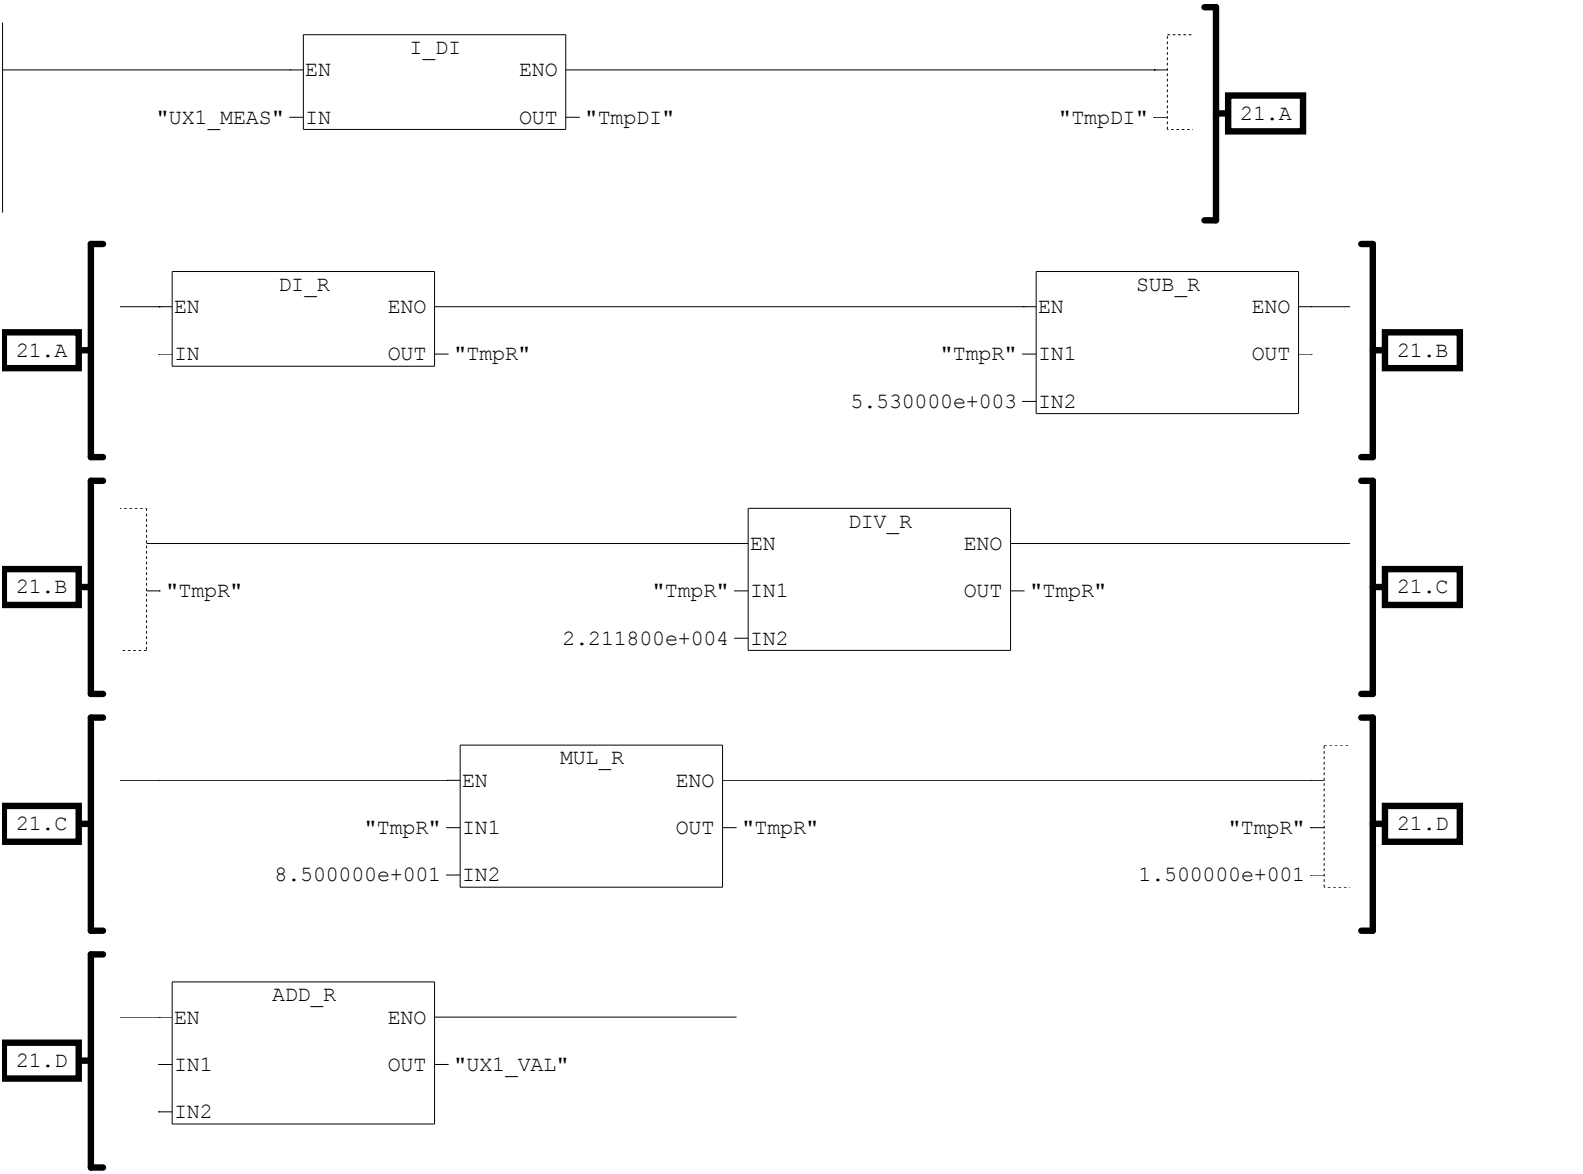 I_DI
EN ENO
"UX1_MEAS" IN OUT "TmpDI" "TmpDI" 21.A
DI_R SUB_R
EN ENO EN ENO
21.A IN OUT "TmpR" "TmpR" IN1 OUT 21.B
5.530000e+003 IN2
DIV_R
EN ENO
21.B "TmpR" "TmpR" IN1 OUT "TmpR" 21.C
2.211800e+004 IN2
MUL_R
EN ENO
21.C "TmpR" IN1 OUT "TmpR" "TmpR" 21.D
8.500000e+001 IN2 1.500000e+001
ADD_R
EN ENO
21.D IN1 OUT "UX1_VAL"
IN2